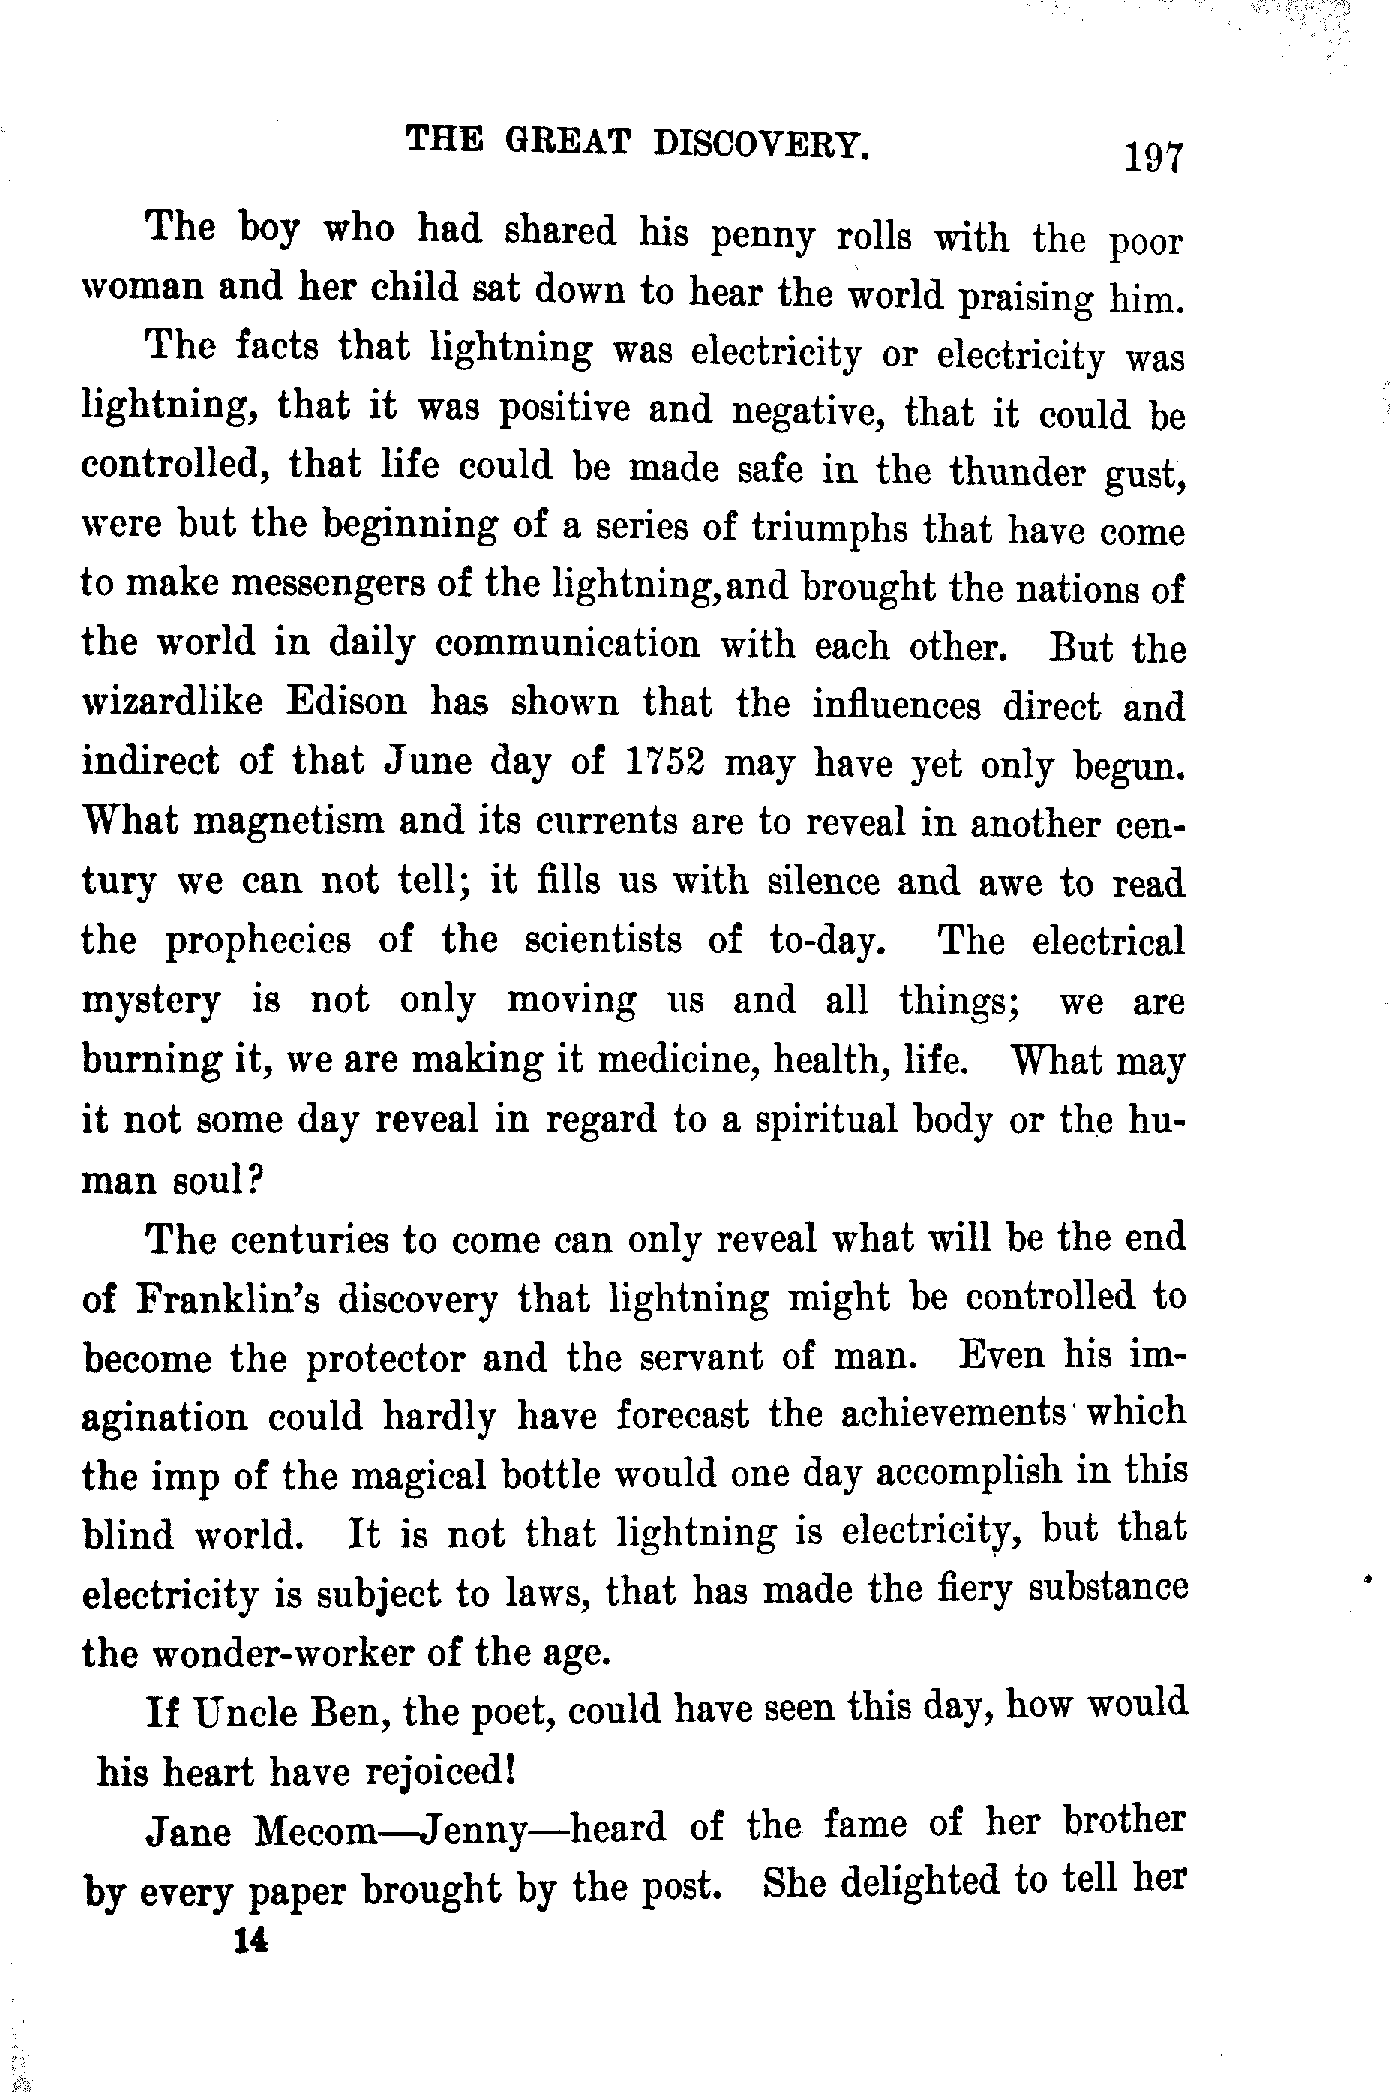 THE GREAT DISCOVERY. 197
The boy who had shared his penny rolls with the poor
woman and her child sat down to hear the world praising him.
The facts that lightning was electricity or electricity was
lightning, that it was positive and negative, that it could be
controlled, that life could be made safe in the thunder gust,
were but the beginning of a series of triumphs that have come
to make messengers of the lightning, and brought the nations of
the world in daily communication with each other. But the
wizardlike Edison has shown that the influences direct and
indirect of that June day of 1752 may have yet only begun.
What magnetism and its currents are to reveal in another cen-
tury we can not tell; it fills us with silence and awe to read
the prophecies of the scientists of to-day. The electrical
mystery is not only moving us and all things; we are
burning it, we are making it medicine, health, life. What may
it not some day reveal in regard to a spiritual body or the hu-
man soul?
The centuries to come can only reveal what will be the end
of Franklin's discovery that lightning might be controlled to
become the protector and the servant of man. Even his im-
agination could hardly have forecast the achievements which
the imp of the magical bottle would one day accomplish in this
blind world. It is not that lightning is electricity, but that
electricity is subject to laws, that has made the fiery substance
the wonder-worker of the age.
If Uncle Ben, the poet, could have seen this day, how would
his heart have rejoiced!
Jane Mecom—Jenny—heard of the fame of her brother
by every paper brought by the post. She delighted to tell her
14